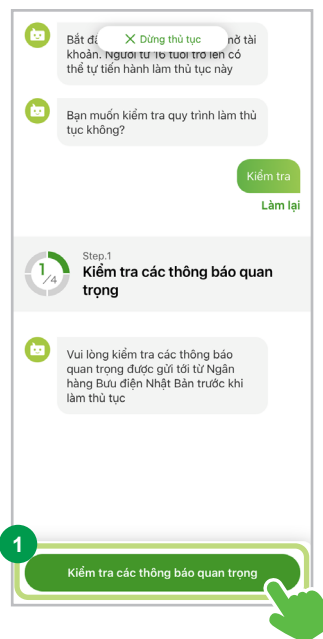 Bắt đ
✕ Dừng thủ tục
mở tài
khoản. Người từ 16 tuổi trở lên có
thể tự tiến hành làm thủ tục này
Bạn muốn kiểm tra quy trình làm thủ
tục không?
Kiểm tra
Làm lại
1/4
Step.1
Kiểm tra các thông báo quan
trọng
Vui lòng kiểm tra các thông báo
quan trọng được gửi tới từ Ngân
hàng Bưu điện Nhật Bản trước khi
làm thủ tục
1
Kiểm tra các thông báo quan trọng